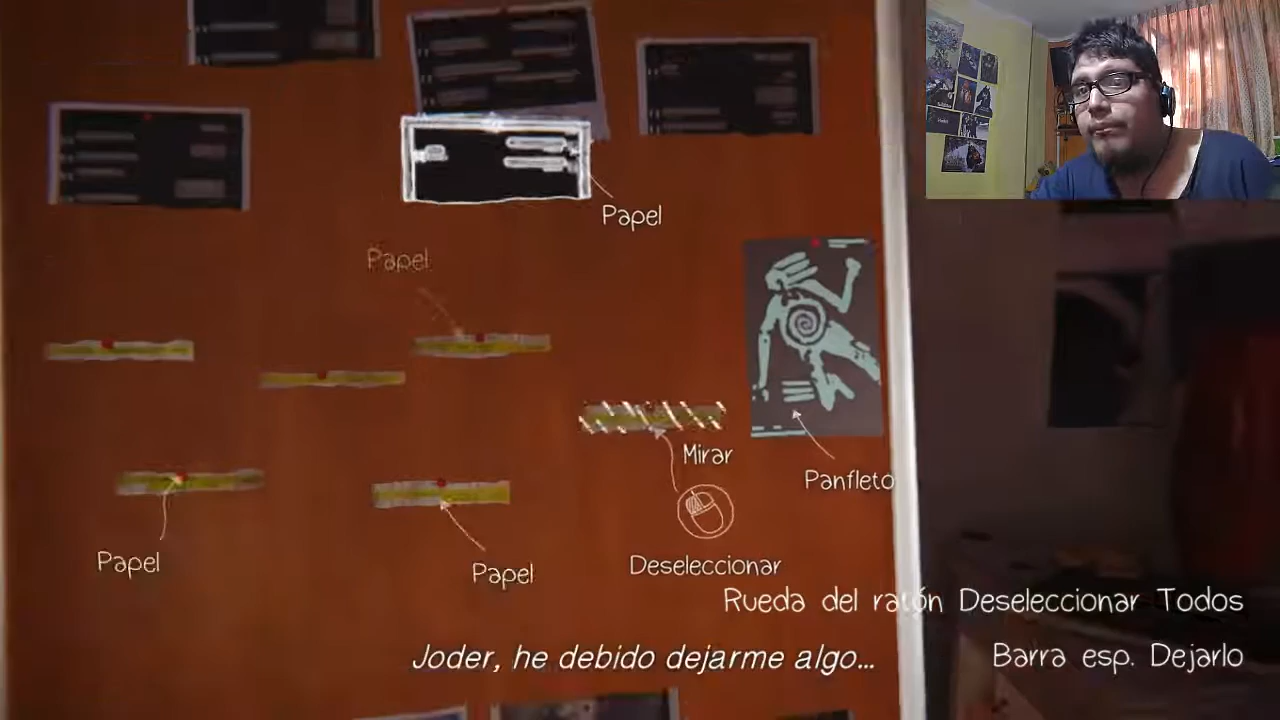 Papel
Papel
Mirar
Panfleto
Papel
Papel
Deseleccionar
Rueda del ratón Deseleccionar Todos
Joder, he debido dejarme algo...
Barra esp. Dejarlo